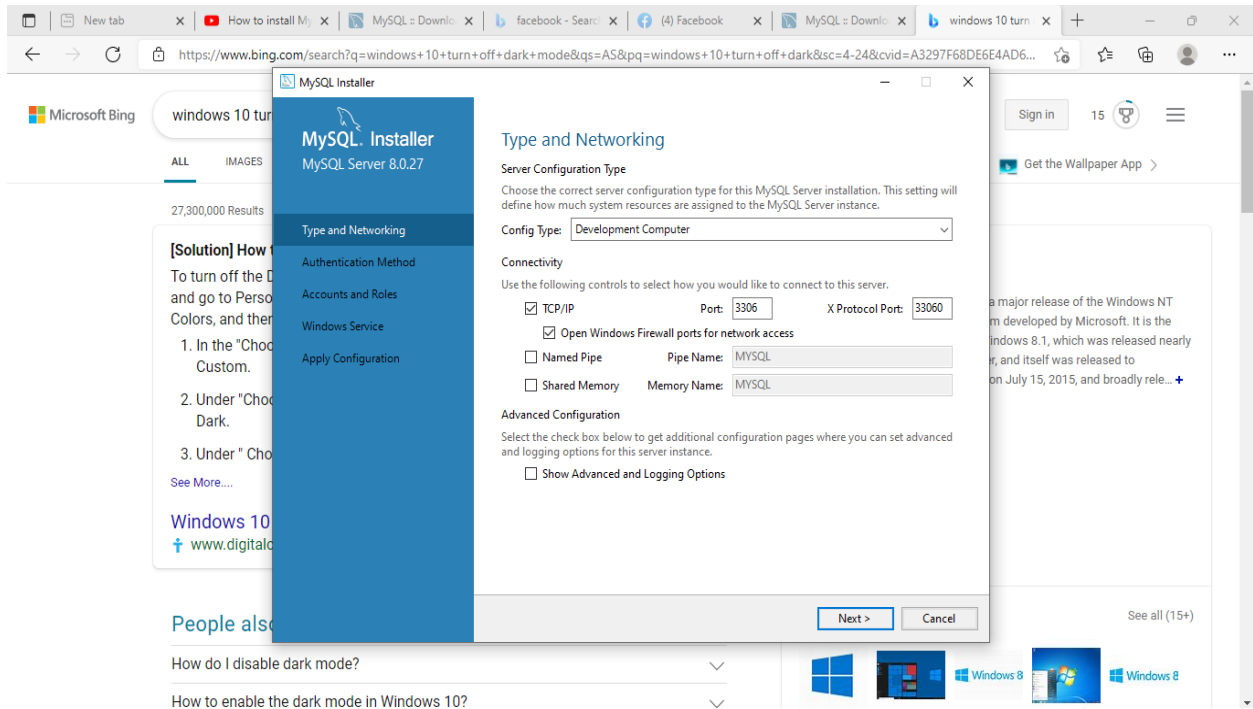 New tab
How to install My
MySQL :: Downlo
facebook - Searc
(4) Facebook
MySQL :: Downlo
windows 10 turn
https://www.bing.com/search?q=windows+10+turn+off+dark+mode&qs=AS&pq=windows+10+turn+off+dark&sc=4-24&cvid=A3297F68DE6E4AD6...
Microsoft Bing
windows 10 tur
Sign in
15
ALL
IMAGES
Get the Wallpaper App
27,300,000 Results
[Solution] How t
To turn off the D
and go to Perso
Colors, and then
1. In the "Choo
Custom.
2. Under "Choo
Dark.
3. Under " Cho
See More....
Windows 10
www.digitalc
People also
How do I disable dark mode?
How to enable the dark mode in Windows 10?
MySQL Installer
MySQL. Installer
MySQL Server 8.0.27
Type and Networking
Authentication Method
Accounts and Roles
Windows Service
Apply Configuration
Type and Networking
Server Configuration Type
Choose the correct server configuration type for this MySQL Server installation. This setting will
define how much system resources are assigned to the MySQL Server instance.
Config Type: Development Computer
Connectivity
Use the following controls to select how you would like to connect to this server.
TCP/IP Port: 3306 X Protocol Port: 33060
Open Windows Firewall ports for network access
Named Pipe Pipe Name: MYSQL
Shared Memory Memory Name: MYSQL
Advanced Configuration
Select the check box below to get additional configuration pages where you can set advanced
and logging options for this server instance.
Show Advanced and Logging Options
Next >
Cancel
a major release of the Windows NT
m developed by Microsoft. It is the
indows 8.1, which was released nearly
r, and itself was released to
on July 15, 2015, and broadly rele... +
See all (15+)
Windows 8
Windows 8